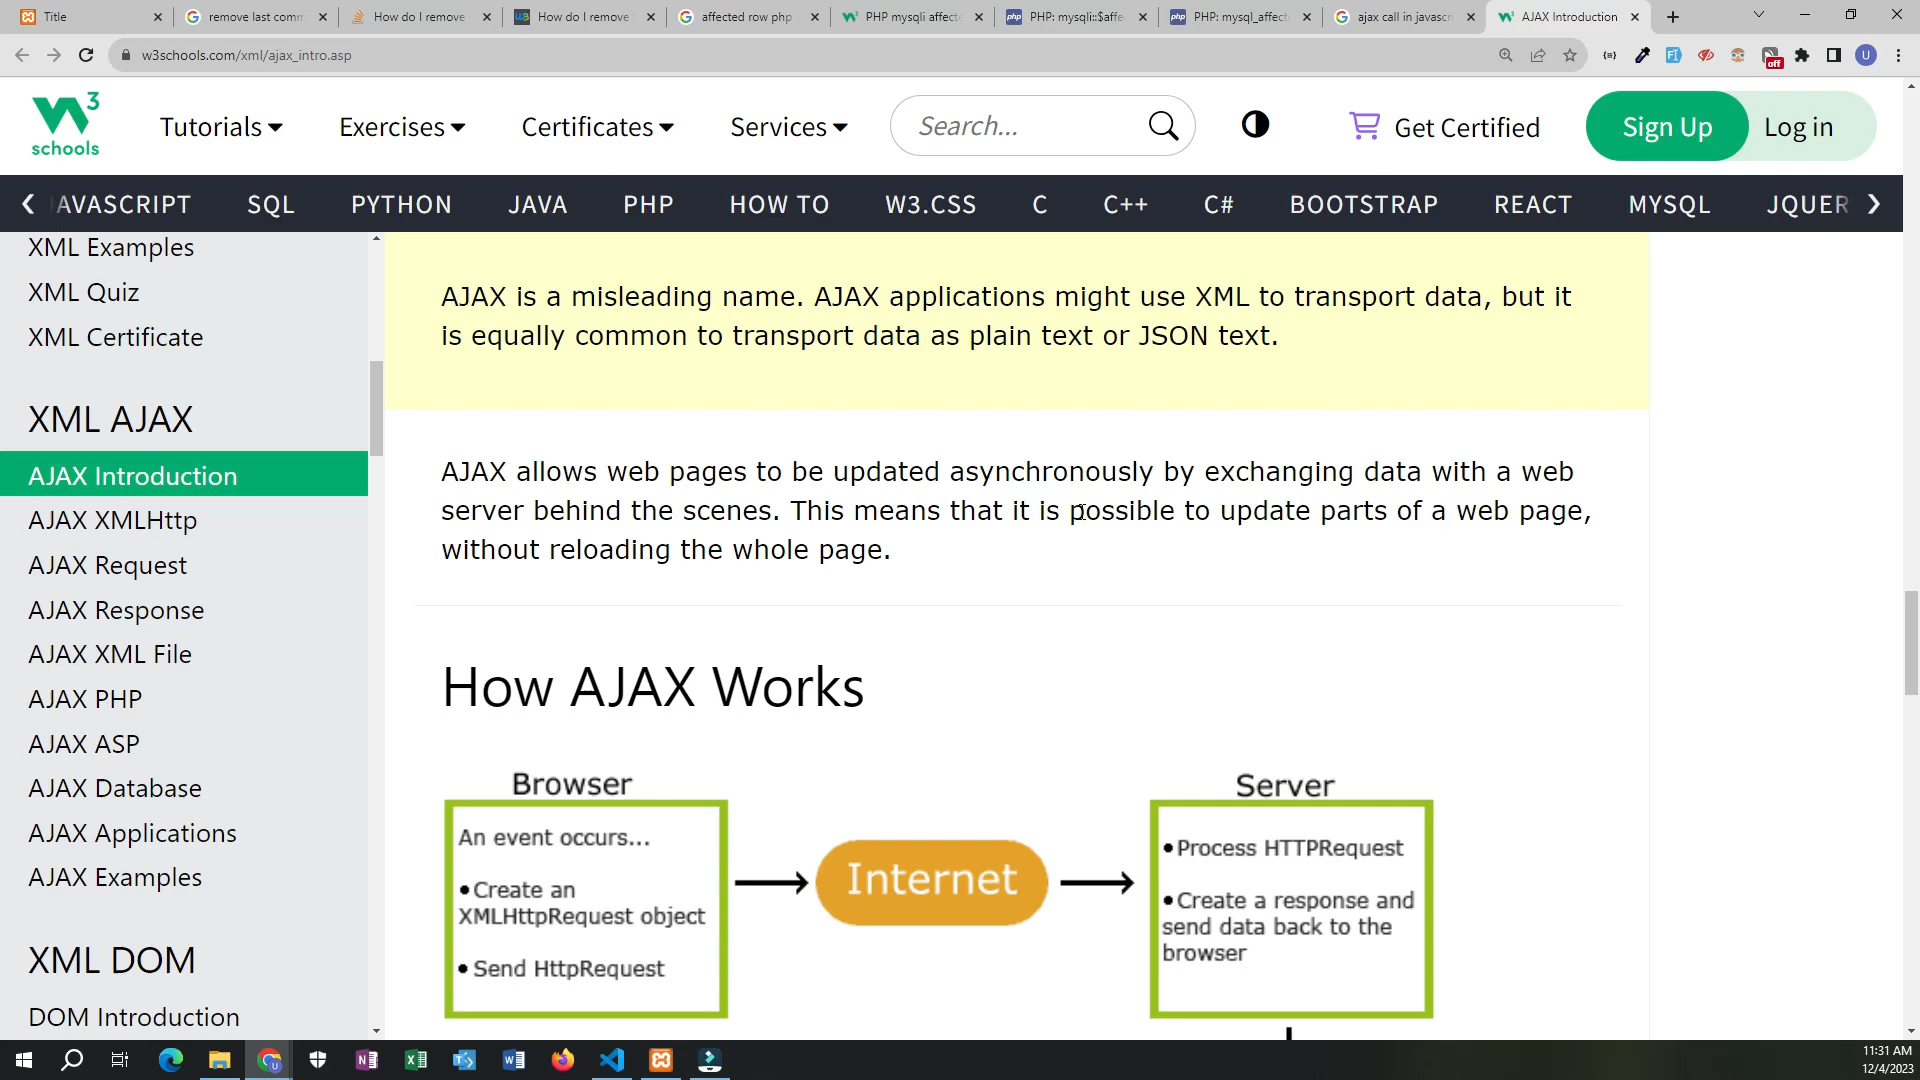 Title
remove last comm
How do I remove
How do I remove
affected row php
PHP mysqli affecte
PHP: mysqli::$affe
PHP: mysql_affect
ajax call in javascr
AJAX Introduction
w3schools.com/xml/ajax_intro.asp
off
U
3
schools
Tutorials
Exercises
Certificates
Services
Search...
Get Certified
Sign Up
Log in
AVASCRIPT
SQL
PYTHON
JAVA
PHP
HOW TO
W3.CSS
C
C++
C#
BOOTSTRAP
REACT
MYSQL
JQUER
XML Examples
XML Quiz
XML Certificate
XML AJAX
AJAX Introduction
AJAX XMLHttp
AJAX Request
AJAX Response
AJAX XML File
AJAX PHP
AJAX ASP
AJAX Database
AJAX Applications
AJAX Examples
XML DOM
DOM Introduction
AJAX is a misleading name. AJAX applications might use XML to transport data, but it
is equally common to transport data as plain text or JSON text.
AJAX allows web pages to be updated asynchronously by exchanging data with a web
server behind the scenes. This means that it is possible to update parts of a web page,
without reloading the whole page.
How AJAX Works
Browser
An event occurs...
•Create an
XMLHttpRequest object
•Send HttpRequest
Internet
Server
•Process HTTPRequest
•Create a response and
send data back to the
browser
11:31 AM
12/4/2023